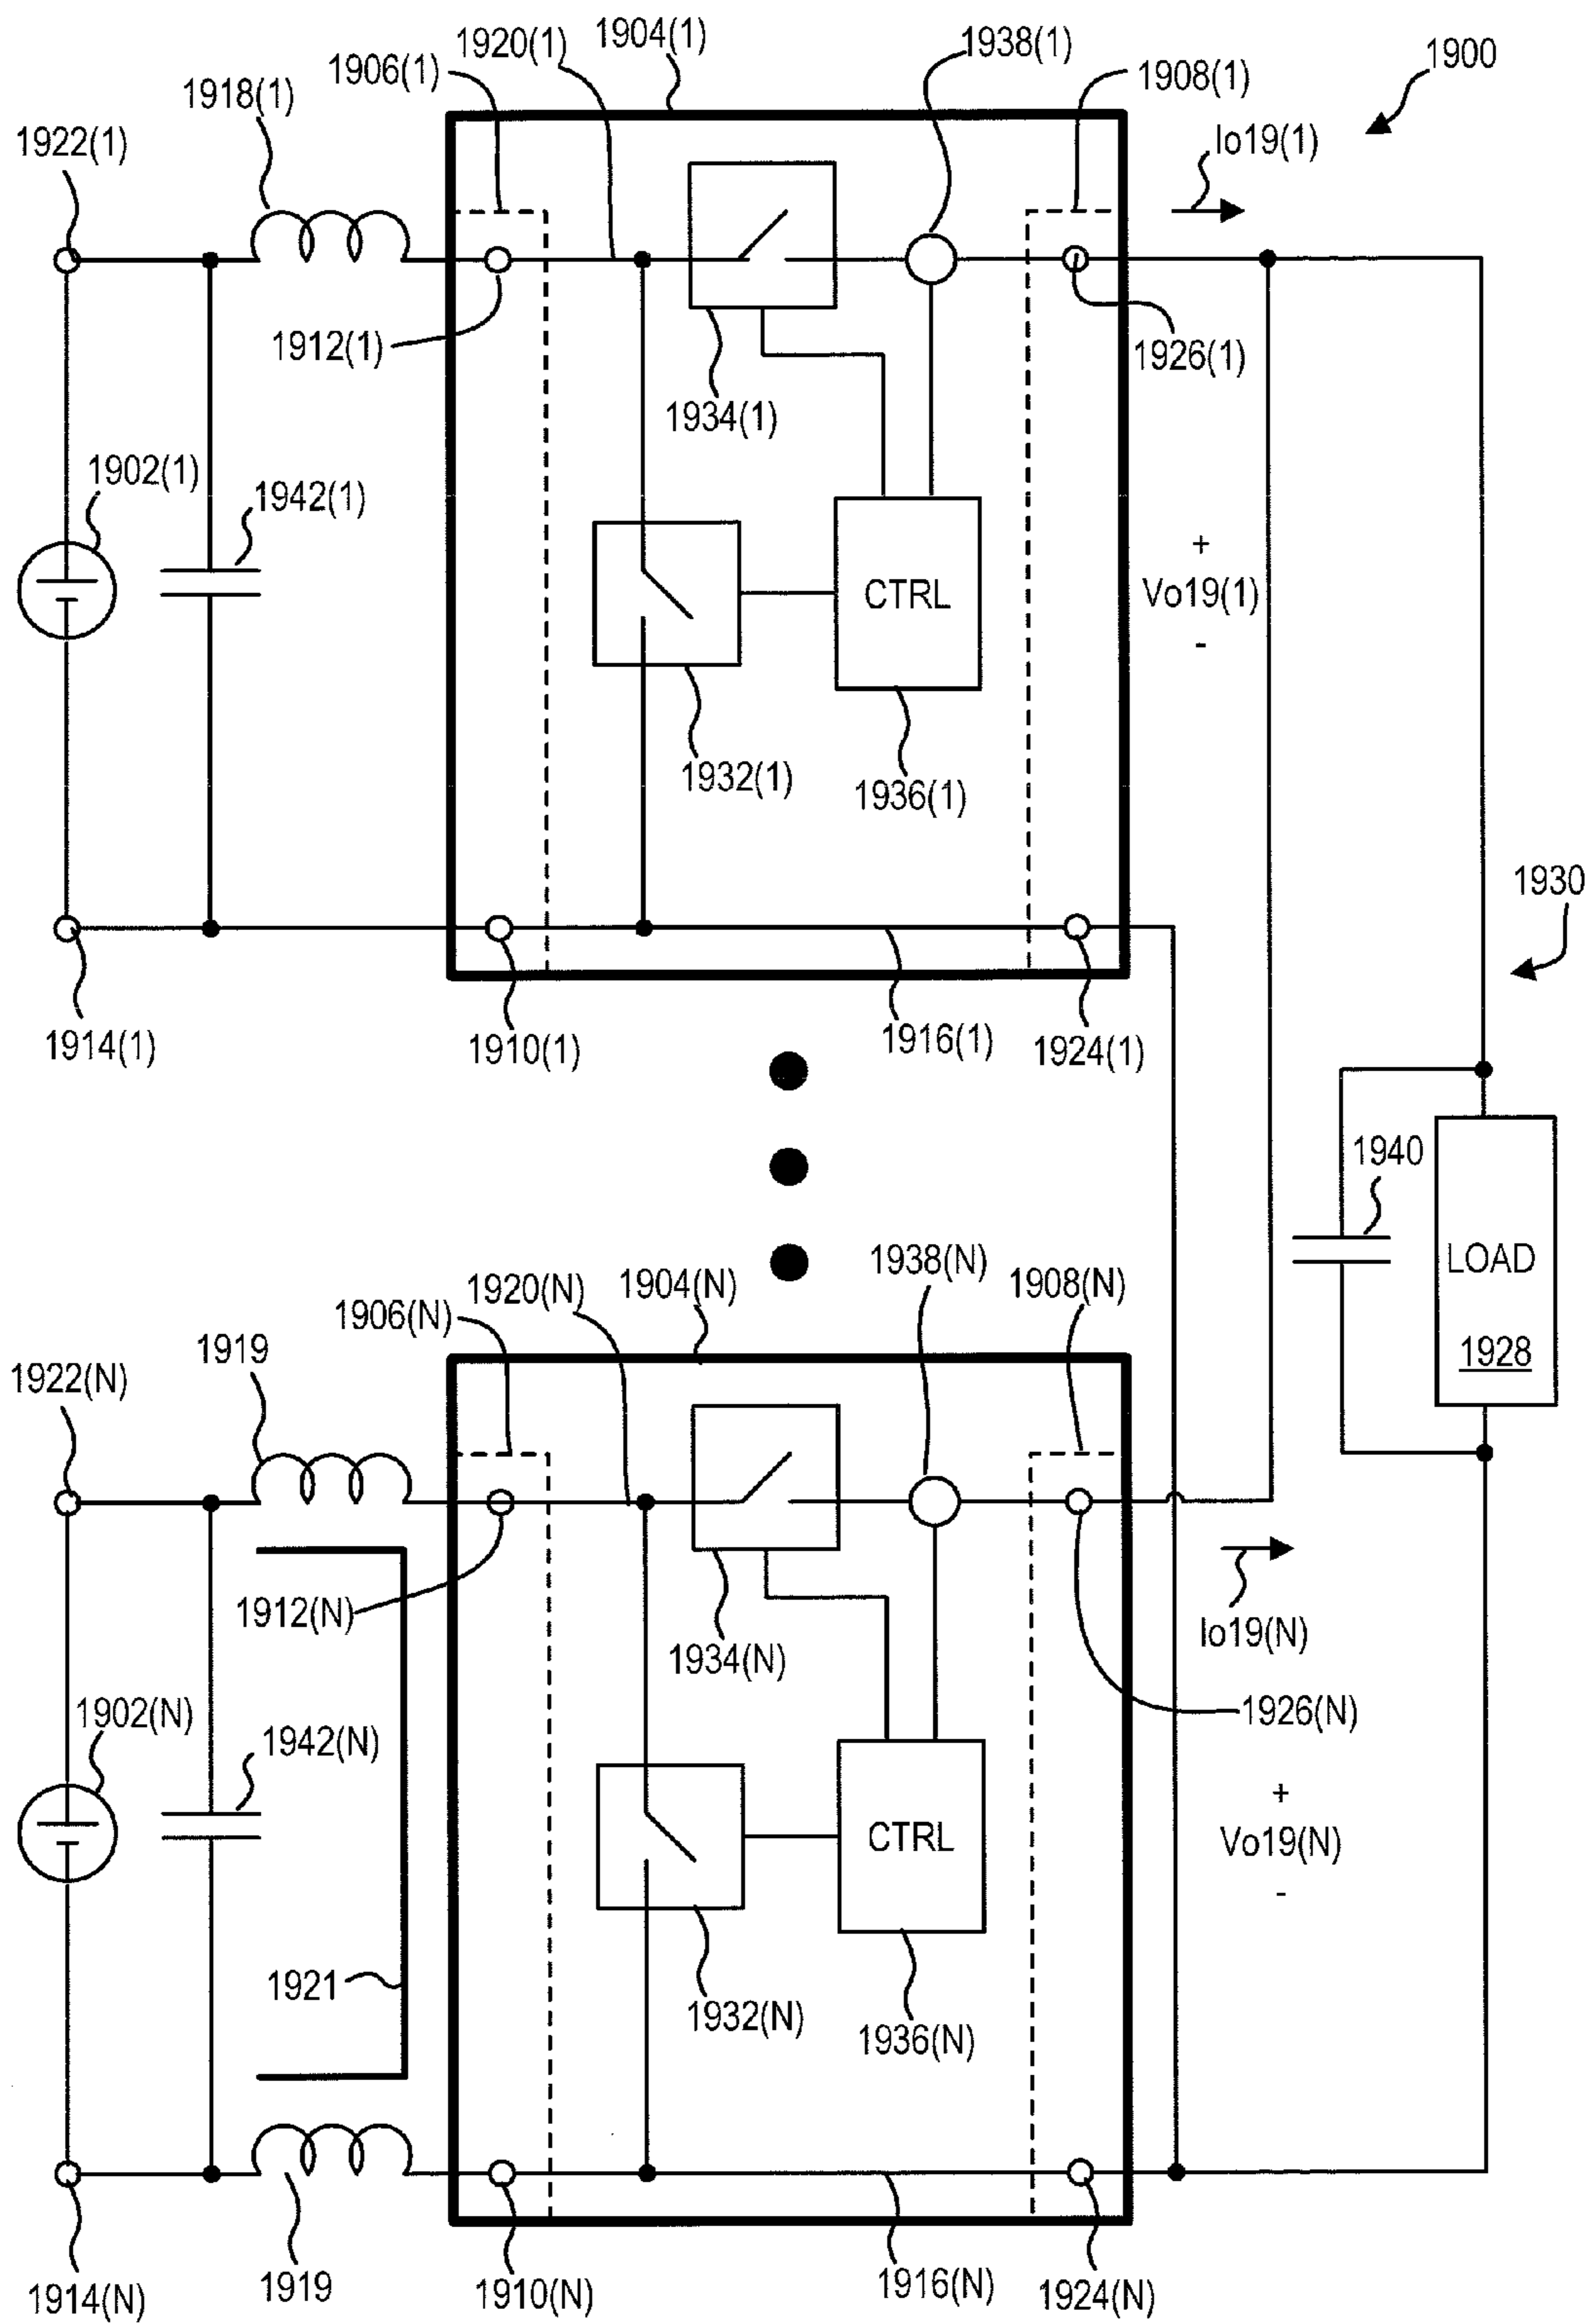 1904(1)
1920(1)
1938(1)
1900
1906(1)
1908(1)
1918(1)
1922(1)
Io19(1)
1912(1)
1926(1)
1934(1)
1902(1)
1942(1)
+
CTRL
Vo19(1)
-
1932(1)
1936(1)
1930
1914(1)
1910(1)
1916(1)
1924(1)
1940
LOAD
1928
1938(N)
1920(N)
1904(N)
1908(N)
1906(N)
1919
1922(N)
1912(N)
Io19(N)
1934(N)
1902(N)
1926(N)
1942(N)
+
CTRL
Vo19(N)
-
1921
1932(N)
1936(N)
1914(N)
1919
1910(N)
1916(N)
1924(N)